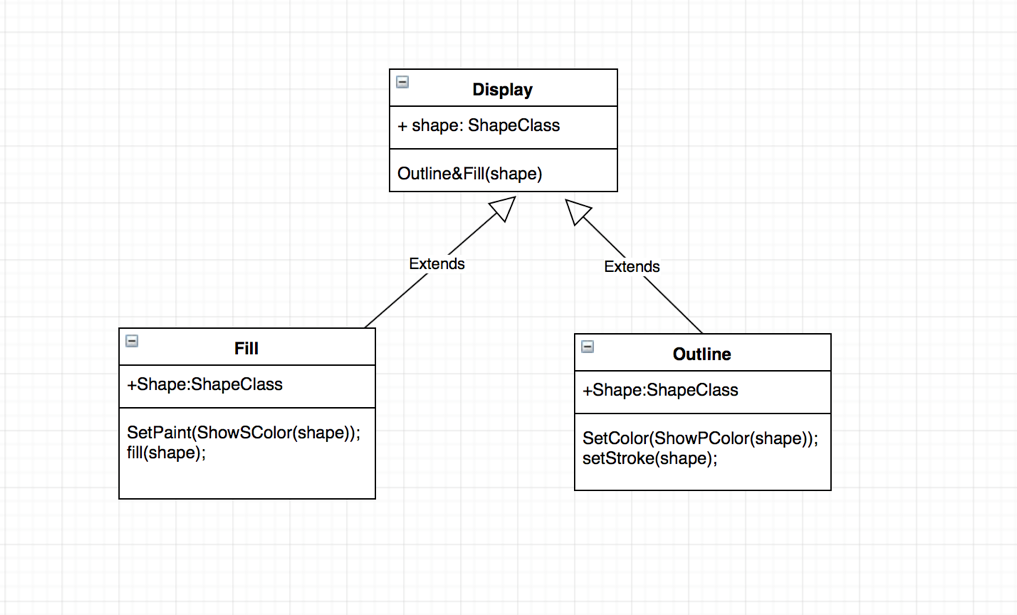 Display
+ shape: ShapeClass
Outline&Fill(shape)
Extends
Extends
Fill
+Shape:ShapeClass
SetPaint(ShowSColor(shape));
fill(shape);
Outline
+Shape:ShapeClass
SetColor(ShowPColor(shape));
setStroke(shape);